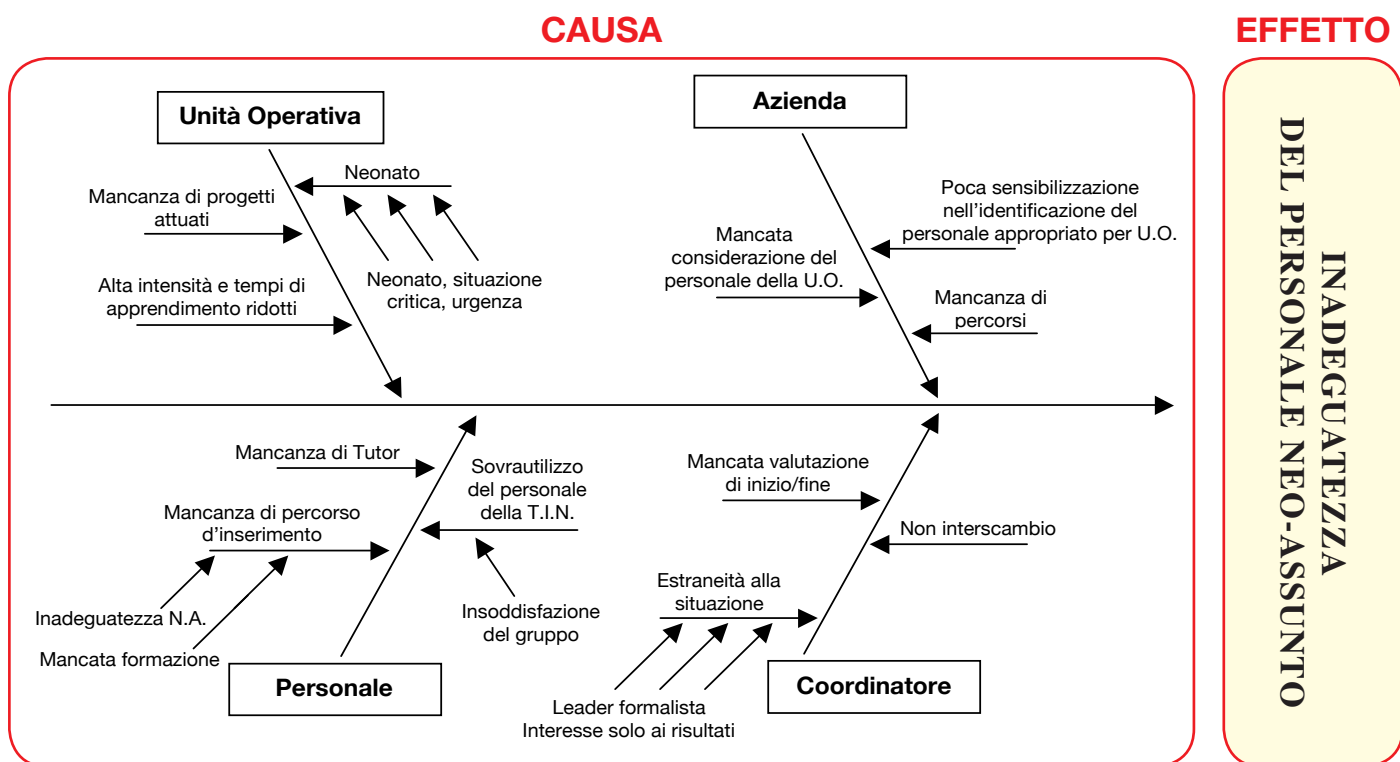 CAUSA
EFFETTO
Unità Operativa
Neonato
Mancanza di progetti
attuati
Alta intensità e tempi di
apprendimento ridotti
Neonato, situazione
critica, urgenza
Azienda
Poca sensibilizzazione
nell'identificazione del
personale appropriato per U.O.
Mancata
considerazione del
personale della U.O.
Mancanza di
percorsi
Mancanza di Tutor
Sovrautilizzo
del personale
della T.I.N.
Mancanza di percorso
d'inserimento
Inadeguatezza N.A.
Mancata formazione
Insoddisfazione
del gruppo
Personale
Mancata valutazione
di inizio/fine
Non interscambio
Estraneità alla
situazione
Leader formalista
Interesse solo ai risultati
Coordinatore
INADEGUATEZZA
DEL PERSONALE NEO-ASSUNTO